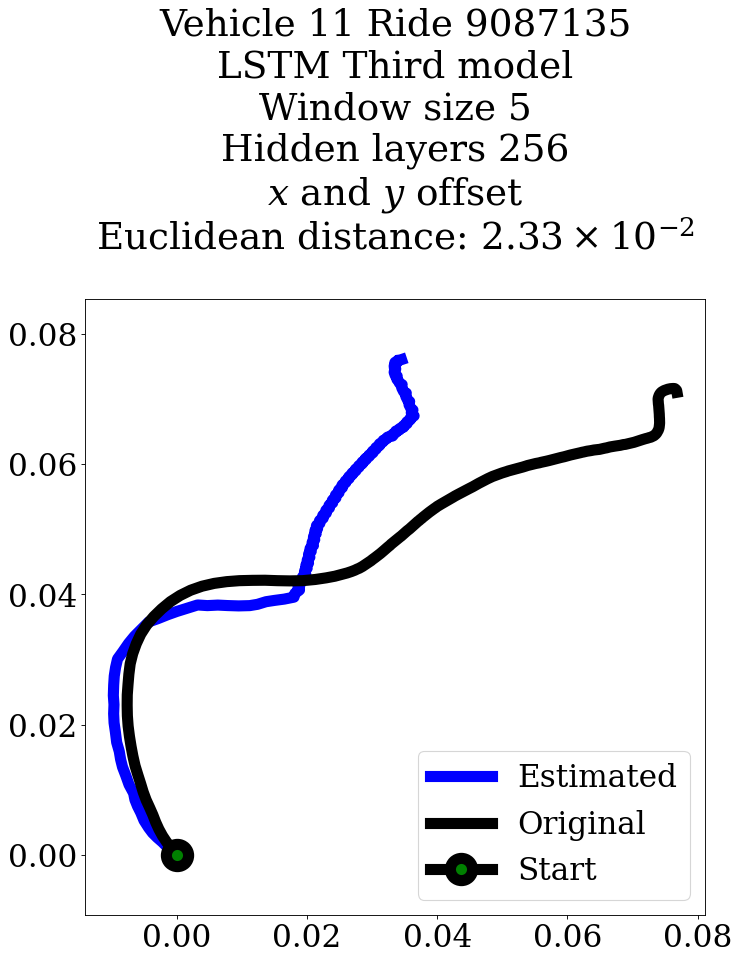 Vehicle 11 Ride 9087135
LSTM Third model
Window size 5
Hidden layers 256
x and y offset
Euclidean distance: 2.33 × 10⁻²
0.08
0.06
0.04
0.02
0.00
Estimated
Original
Start
0.00 0.02 0.04 0.06 0.08